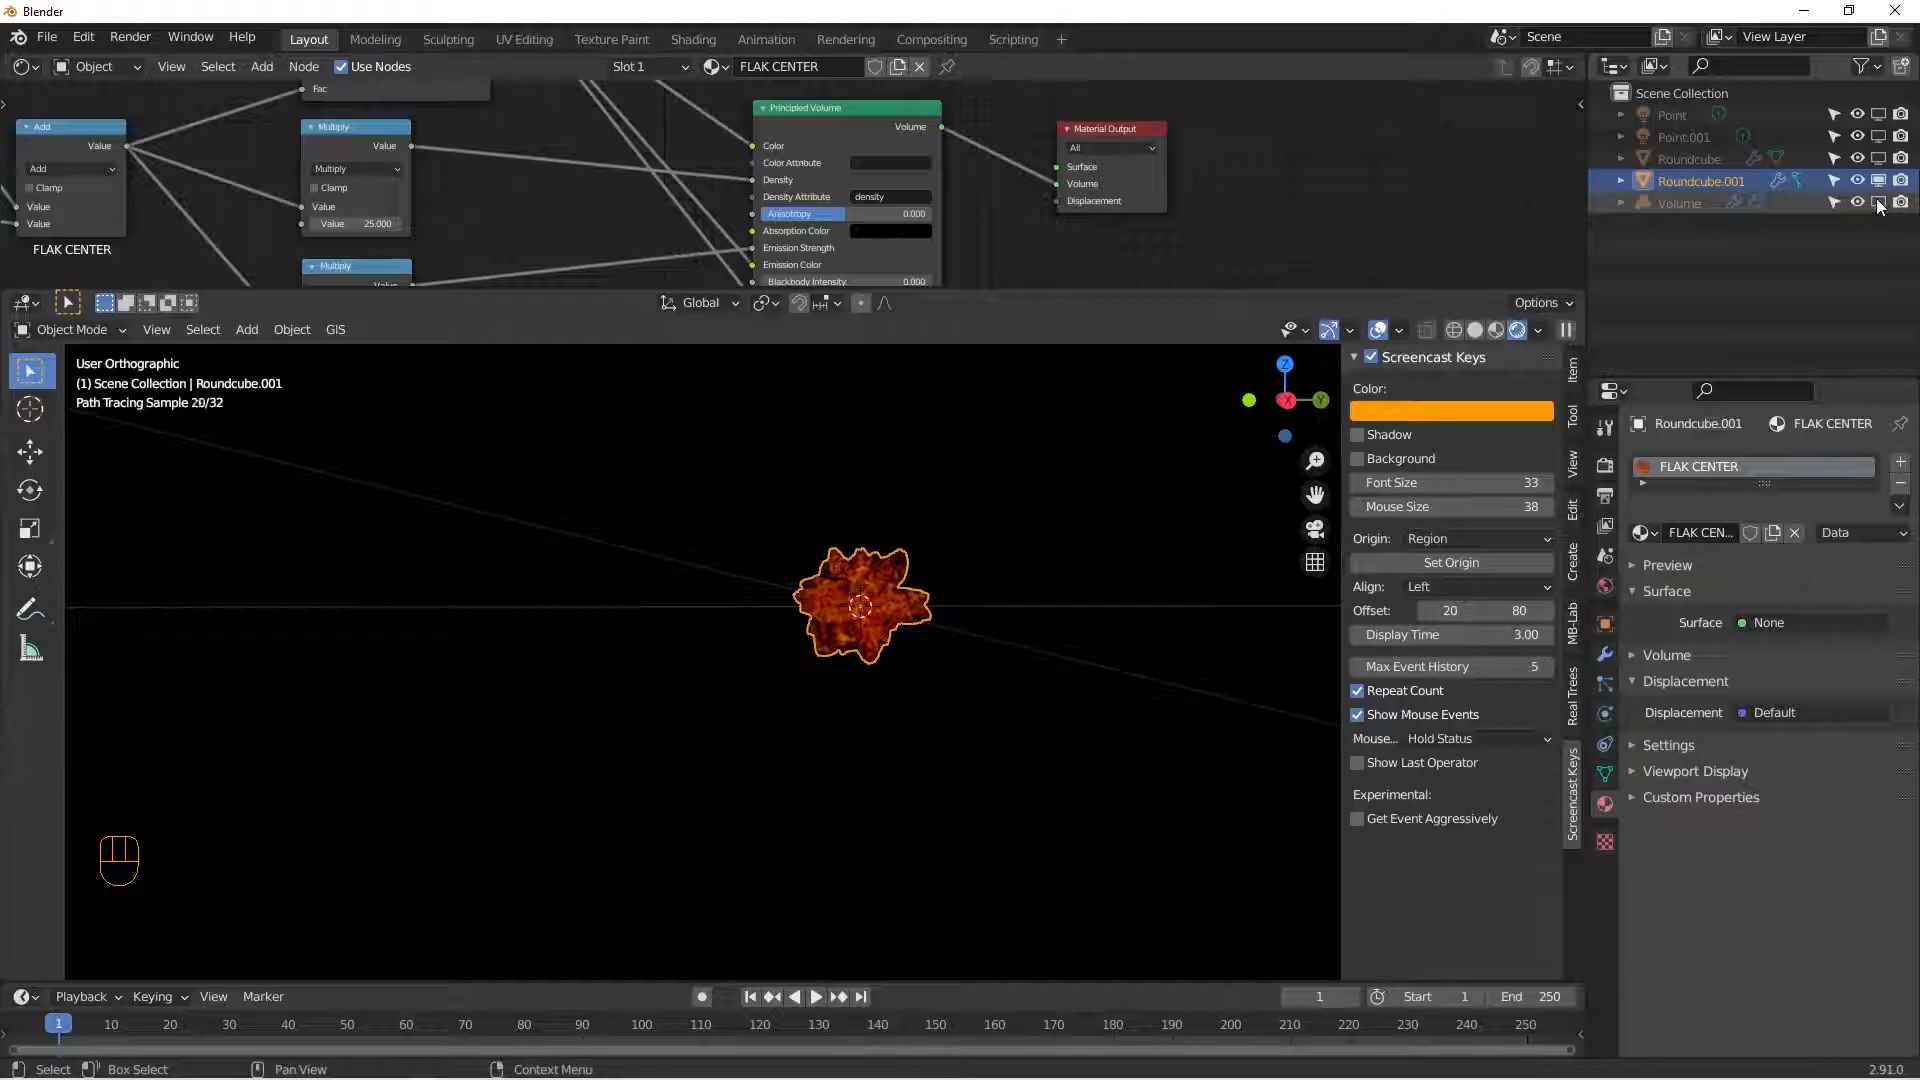 Blender
File Edit Render Window Help Layout Modeling Sculpting UV Editing Texture Paint Shading Animation Rendering Compositing Scripting + Scene View Layer
Object View Select Add Node Use Nodes Slot 1 FLAK CENTER
Scene Collection
Point
Point.001
Roundcube
Roundcube.001
Volume
Fac
Add
Value
Add
Clamp
Value
Value
FLAK CENTER
Multiply
Value
Multiply
Clamp
Value
Value 25.000
Multiply
Value
Principled Volume
Volume
Color
Color Attribute
Density
Density Attribute density
Anisotropy 0.000
Absorption Color
Emission Strength
Emission Color
Blackbody Intensity 0.000
Material Output
All
Surface
Volume
Displacement
Global Options
Object Mode View Select Add Object GIS
User Orthographic
(1) Scene Collection | Roundcube.001
Path Tracing Sample 20/32
Z
X
Y
Screencast Keys
Color:
Shadow
Background
Font Size 33
Mouse Size 38
Origin: Region
Set Origin
Align: Left
Offset: 20 80
Display Time 3.00
Max Event History 5
Repeat Count
Show Mouse Events
Mouse... Hold Status
Show Last Operator
Experimental:
Get Event Aggressively
Item
Tool
View
Edit
Create
MB-Lab
Real Trees
Screencast Keys
Roundcube.001 FLAK CENTER
FLAK CENTER
FLAK CEN... Data
Preview
Surface
Surface None
Volume
Displacement
Displacement Default
Settings
Viewport Display
Custom Properties
Playback Keying View Marker 1 Start 1 End 250
1 10 20 30 40 50 60 70 80 90 100 110 120 130 140 150 160 170 180 190 200 210 220 230 240 250
Select Box Select Pan View Context Menu 2.91.0